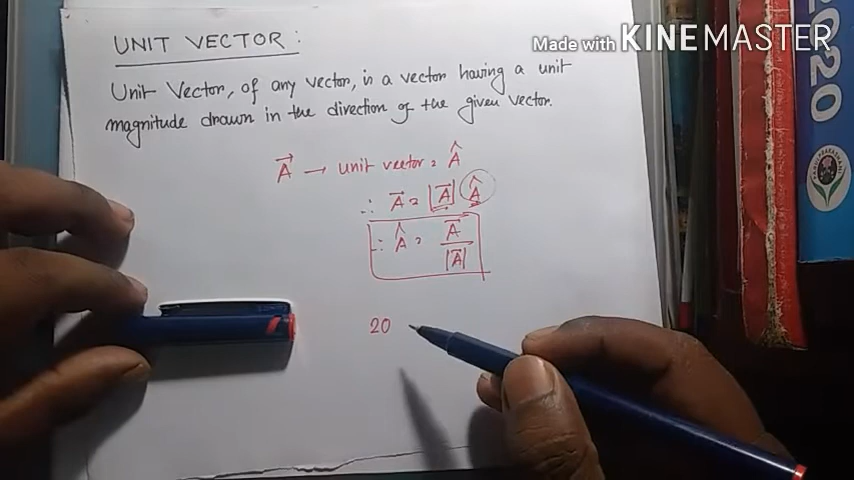 Made with KINEMASTER
2020
UNIT VECTOR :
Unit Vector, of any vector, is a vector having a unit
magnitude drawn in the direction of the given vector.
A⃗ → unit vector = Â
∴ A⃗ = |A⃗| Â
∴ Â = A⃗ / |A⃗|
20